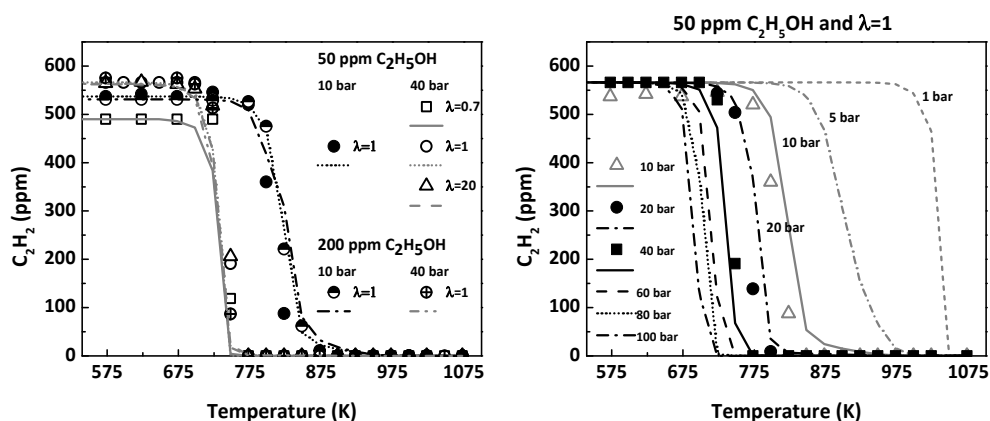 50 ppm C₂H₅OH
10 bar 40 bar
λ=0.7
λ=1 λ=1
λ=20
200 ppm C₂H₅OH
10 bar 40 bar
λ=1 λ=1
C₂H₂ (ppm)
600
500
400
300
200
100
0
575 675 775 875 975 1075
Temperature (K)
50 ppm C₂H₅OH and λ=1
1 bar
5 bar
10 bar
20 bar
10 bar
20 bar
40 bar
60 bar
80 bar
100 bar
C₂H₂ (ppm)
600
500
400
300
200
100
0
575 675 775 875 975 1075
Temperature (K)